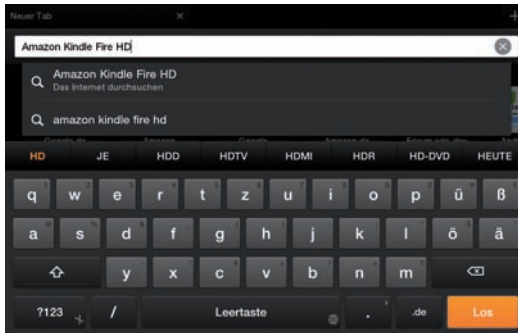 Neuer Tab
Amazon Kindle Fire HD
Amazon Kindle Fire HD
Das Internet durchsuchen
amazon kindle fire hd
HD JE HDD HDTV HDMI HDR HD-DVD HEUTE
q w e r t z u i o p ü ß
a s d f g h j k l ö ä
y x c v b n m
?123 / Leertaste . .de Los